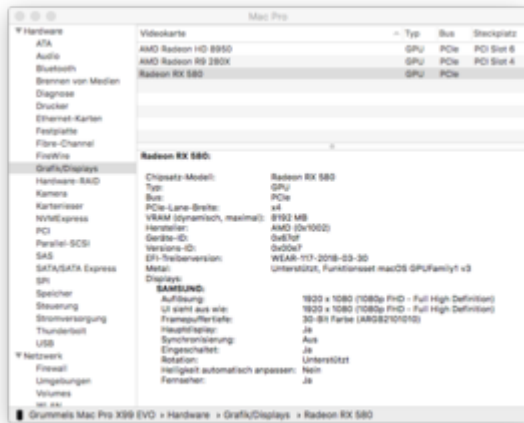 Mac Pro
Hardware
ATA
Audio
Bluetooth
Brennen von Medien
Diagnose
Drucker
Ethernet-Karten
Festplatte
Fibre-Channel
FireWire
Grafik/Displays
Hardware-RAID
Kamera
Kartenleser
NVMExpress
PCI
Parallel-SCSI
SAS
SATA/SATA Express
SPI
Speicher
Steuerung
Stromversorgung
Thunderbolt
USB
Netzwerk
Firewall
Umgebungen
Volumes
WLAN
Videokarte Typ Bus Steckplatz
AMD Radeon HD 8950 GPU PCIe PCI Slot 6
AMD Radeon R9 280X GPU PCIe PCI Slot 4
Radeon RX 580 GPU PCIe
Radeon RX 580:
Chipsatz-Modell: Radeon RX 580
Typ: GPU
Bus: PCIe
PCIe-Lane-Breite: x4
VRAM (dynamisch, maximal): 8192 MB
Hersteller: AMD (0x1002)
Geräte-ID: 0x67df
Versions-ID: 0x00e7
EFI-Treiberversion: WEAR-117-2018-03-30
Metal: Unterstützt, Funktionsset macOS GPUFamily1 v3
Displays:
SAMSUNG:
Auflösung: 1920 x 1080 (1080p FHD - Full High Definition)
UI sieht aus wie: 1920 x 1080 (1080p FHD - Full High Definition)
Framepuffertiefe: 30-Bit Farbe (ARGB2101010)
Hauptdisplay: Ja
Synchronisierung: Aus
Eingeschaltet: Ja
Rotation: Unterstützt
Helligkeit automatisch anpassen: Nein
Fernseher: Ja
Grummels Mac Pro X99 EVO › Hardware › Grafik/Displays › Radeon RX 580